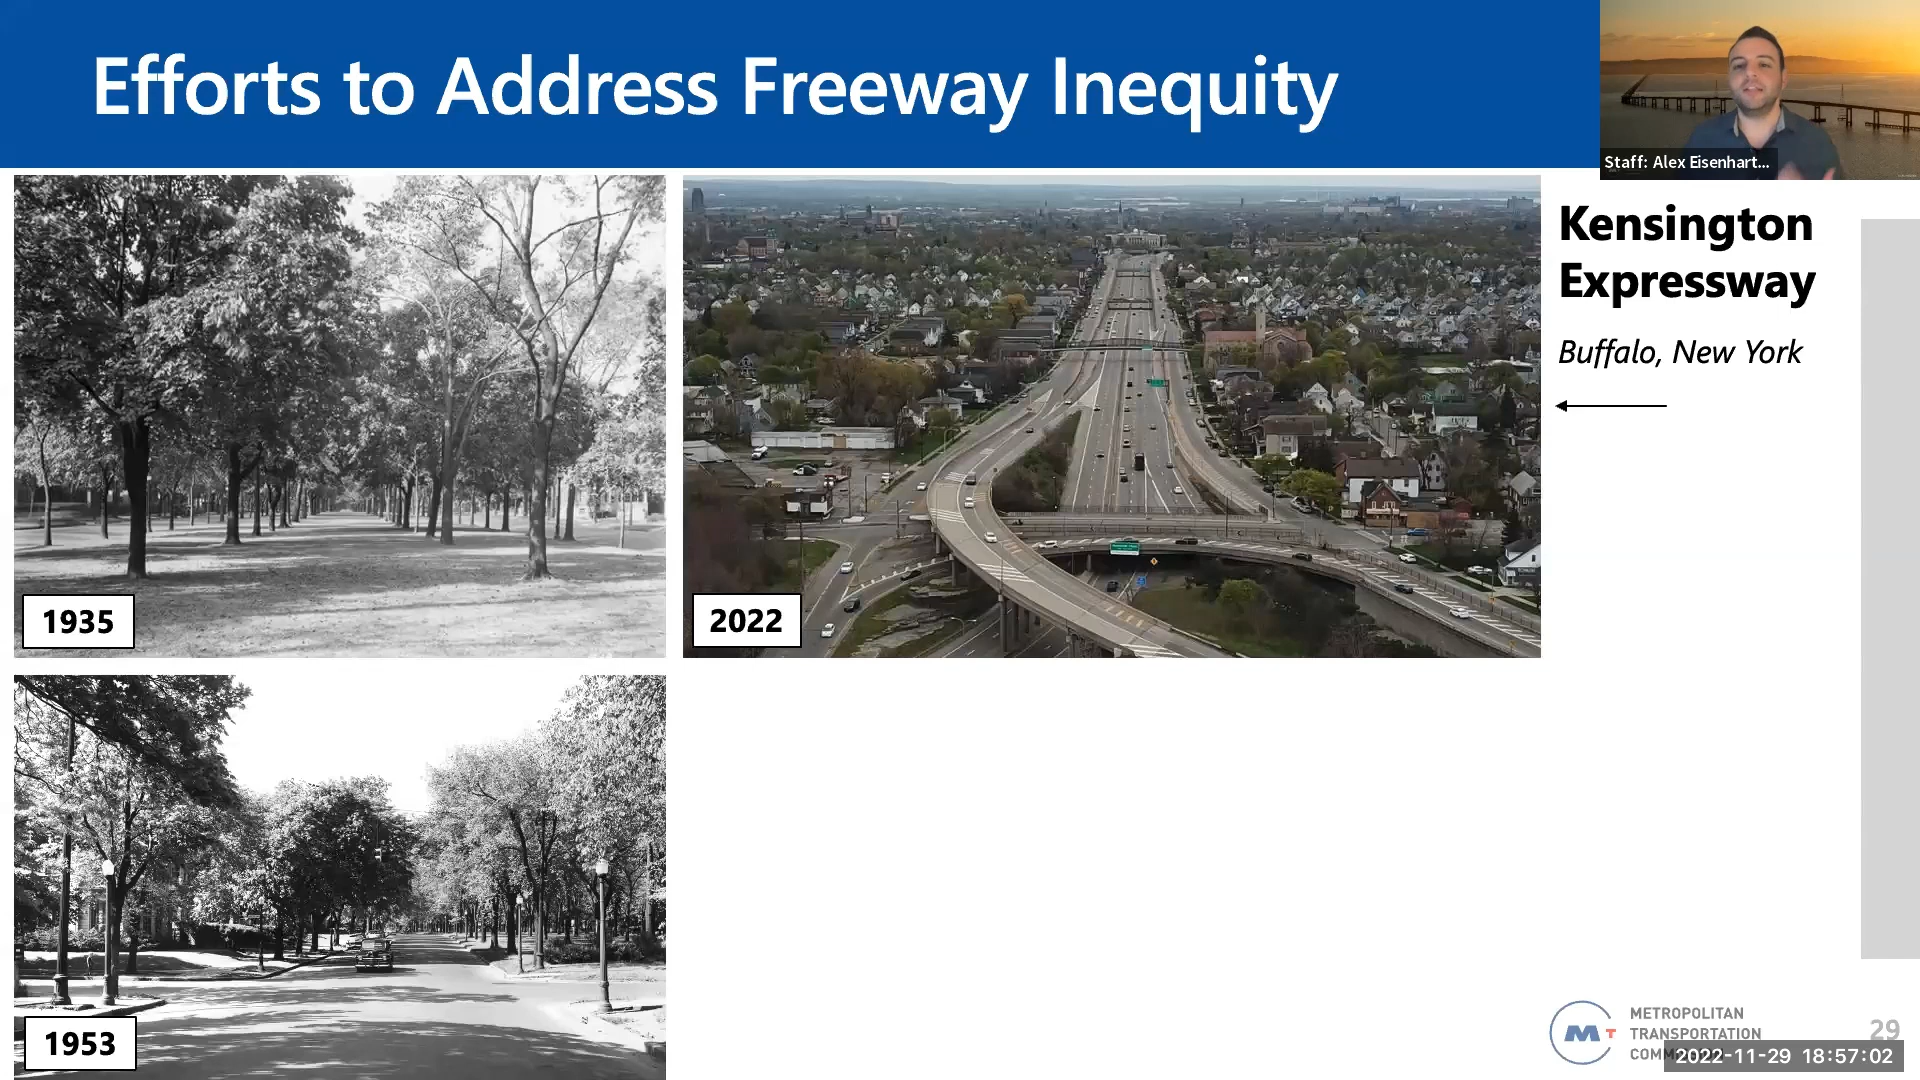 Efforts to Address Freeway Inequity
Staff: Alex Eisenhart...
Kensington
Expressway
Buffalo, New York
1935
2022
1953
METROPOLITAN
TRANSPORTATION
29
2022-11-29 18:57:02